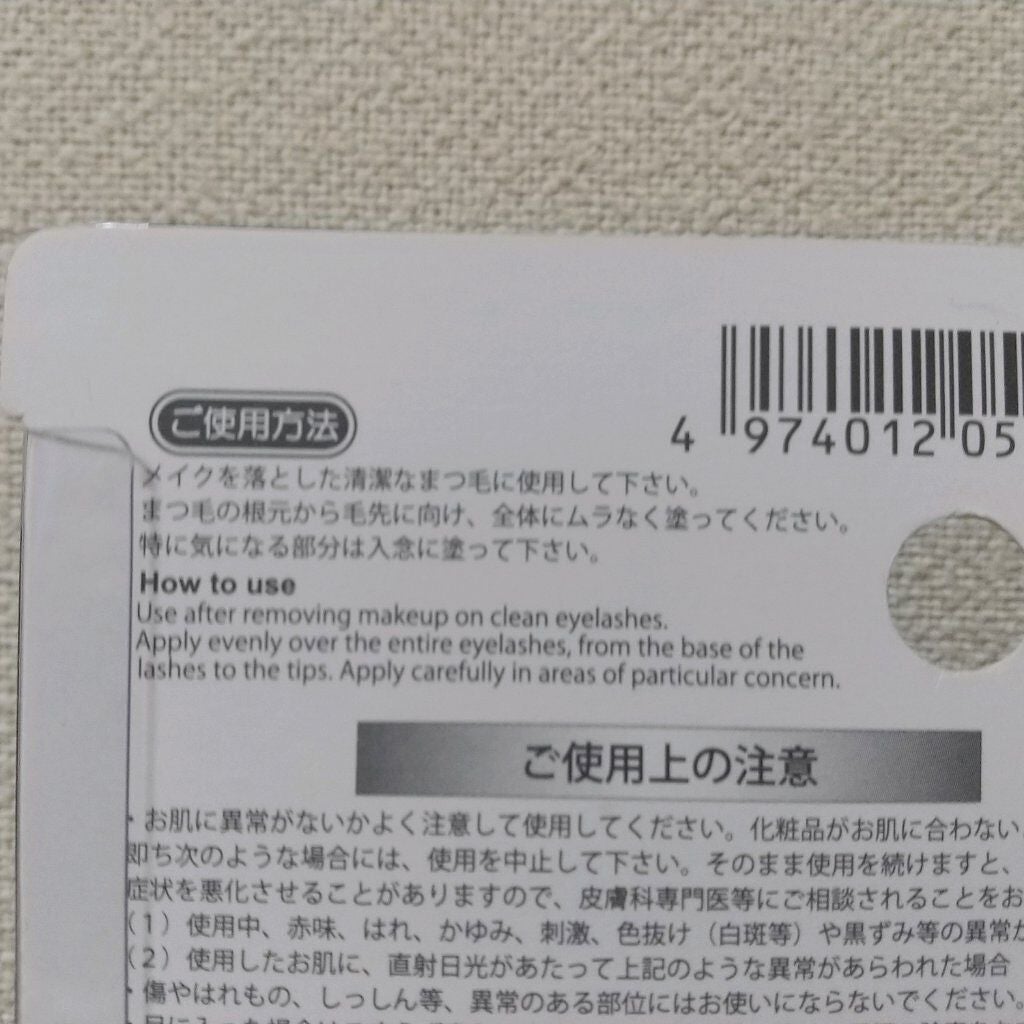 4 974012 05
ご使用方法
メイクを落とした清潔なまつ毛に使用して下さい。
まつ毛の根元から毛先に向け、全体にムラなく塗ってください。
特に気になる部分は入念に塗って下さい。
How to use
Use after removing makeup on clean eyelashes.
Apply evenly over the entire eyelashes, from the base of the
lashes to the tips. Apply carefully in areas of particular concern.
ご使用上の注意
・お肌に異常がないかよく注意して使用してください。化粧品がお肌に合わない
即ち次のような場合には、使用を中止して下さい。そのまま使用を続けますと、
症状を悪化させることがありますので、皮膚科専門医等にご相談されることをお
（1）使用中、赤味、はれ、かゆみ、刺激、色抜け（白斑等）や黒ずみ等の異常が
（2）使用したお肌に、直射日光があたって上記のような異常があらわれた場合
・傷やはれもの、しっしん等、異常のある部位にはお使いにならないでください。